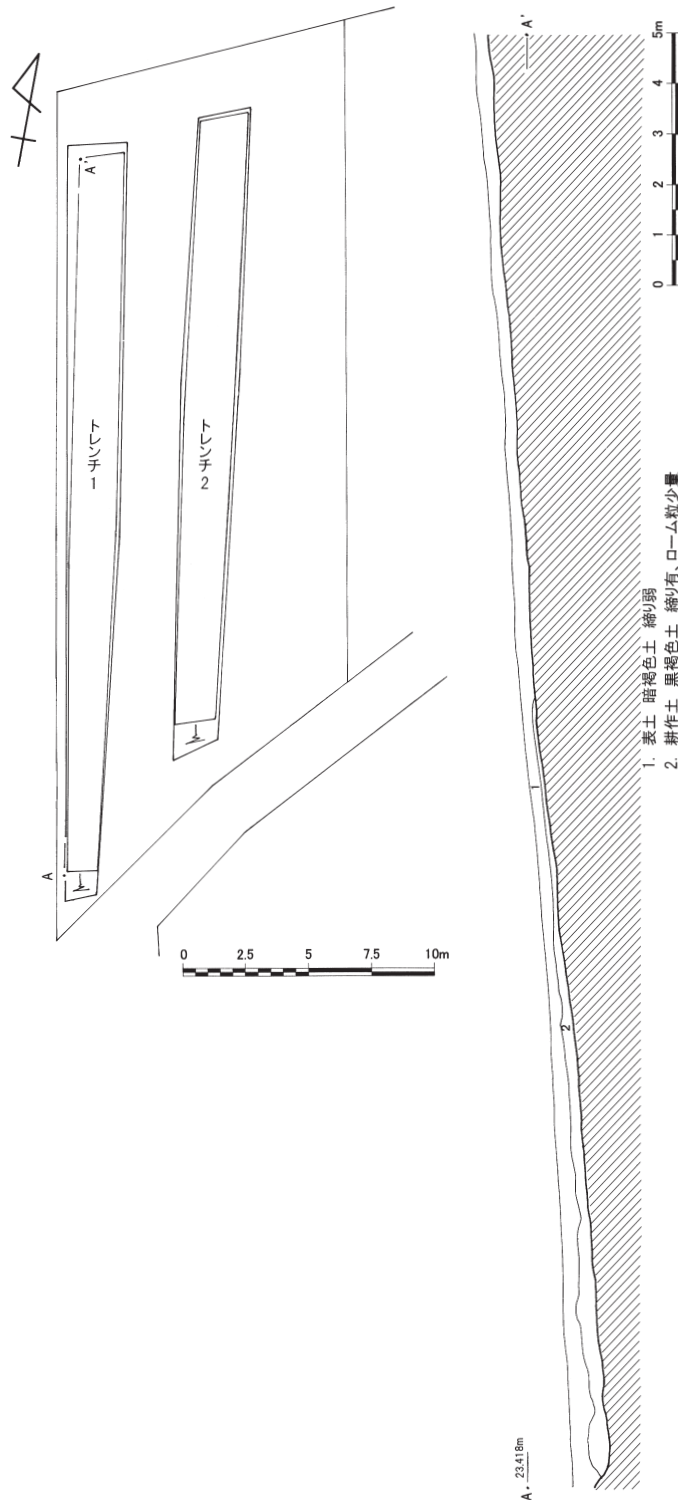 A'
トレンチ1
トレンチ2
A
0 2.5 5 7.5 10m
A'
1
2
A 23.418m
0 1 2 3 4 5m
1. 表土 暗褐色土 締り弱
2. 耕作土 黒褐色土 締り有、ローム粒少量